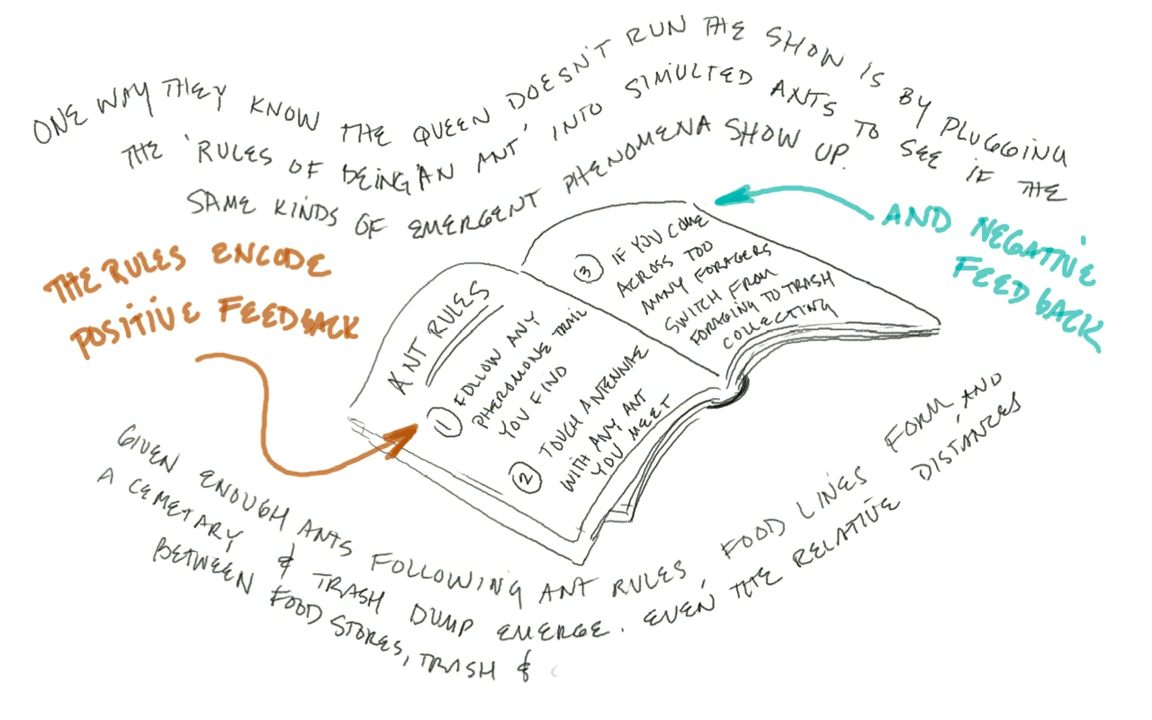 ONE WAY THEY KNOW THE QUEEN DOESN'T RUN THE SHOW IS BY PLUGGING
THE 'RULES OF BEING AN ANT' INTO SIMULTED ANTS TO SEE IF THE
SAME KINDS OF EMERGENT PHENOMENA SHOW UP.
THE RULES ENCODE
POSITIVE FEEDBACK
AND NEGATIVE
FEEDBACK
ANT RULES
① FOLLOW ANY
PHEROMONE TRAIL
YOU FIND
② TOUCH ANTENNAE
WITH ANY ANT
YOU MEET
③ IF YOU COME
ACROSS TOO
MANY FORAGERS
SWITCH FROM
FORAGING TO TRASH
COLLECTING
GIVEN ENOUGH ANTS FOLLOWING ANT RULES, FOOD LINES FORM, AND
A CEMETARY & TRASH DUMP EMERGE. EVEN THE RELATIVE DISTANCES
BETWEEN FOOD STORES, TRASH &